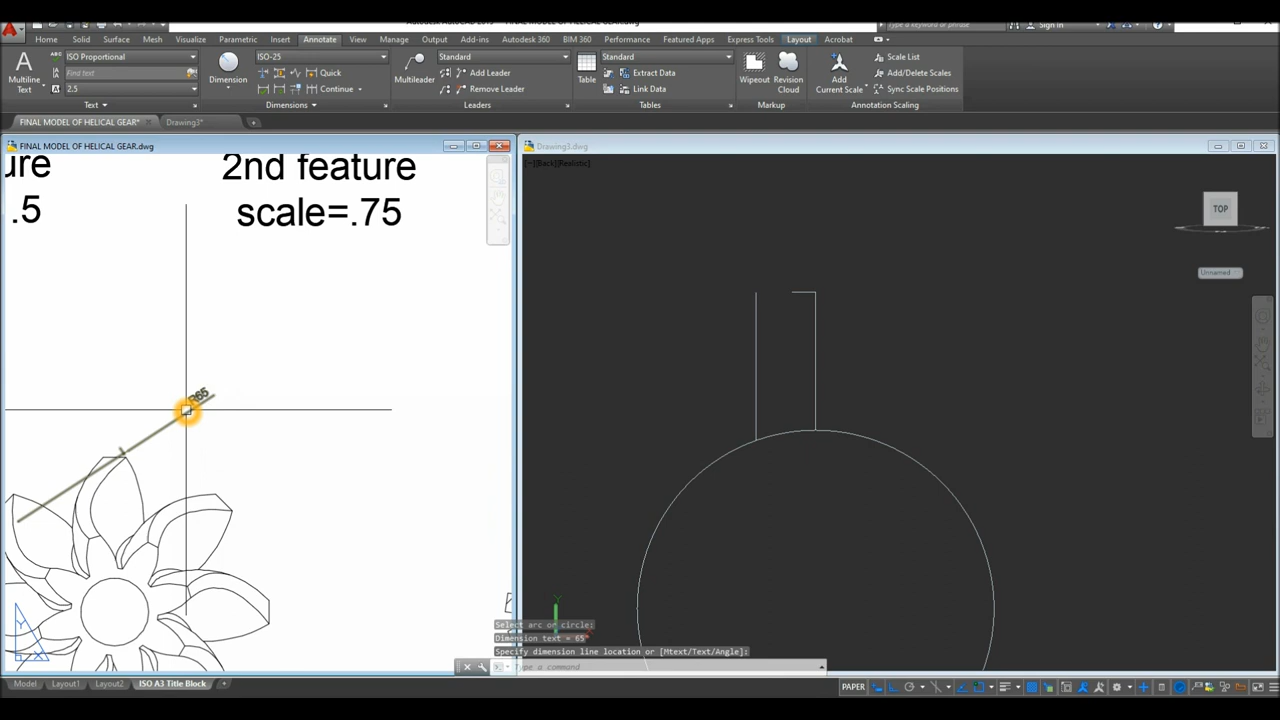 Home Solid Surface Mesh Visualize Parametric Insert Annotate View Manage Output Add-ins Autodesk 360 BIM 360 Performance Featured Apps Express Tools Layout Acrobat
Sign In
ISO Proportional
Find text
2.5
Multiline
Text
Text
ISO-25
Dimension
Quick
Continue
Dimensions
Standard
Multileader
Add Leader
Remove Leader
Leaders
Standard
Table
Extract Data
Link Data
Tables
Wipeout
Revision
Cloud
Markup
Add
Current Scale
Scale List
Add/Delete Scales
Sync Scale Positions
Annotation Scaling
FINAL MODEL OF HELICAL GEAR*
Drawing3*
FINAL MODEL OF HELICAL GEAR.dwg
Drawing3.dwg
[−][Back][Realistic]
ure
.5
2nd feature
scale=.75
TOP
Unnamed
R65
Y
X
Y
Select arc or circle:
Dimension text = 65
Specify dimension line location or [Mtext/Text/Angle]:
Type a command
Model Layout1 Layout2 ISO A3 Title Block
PAPER